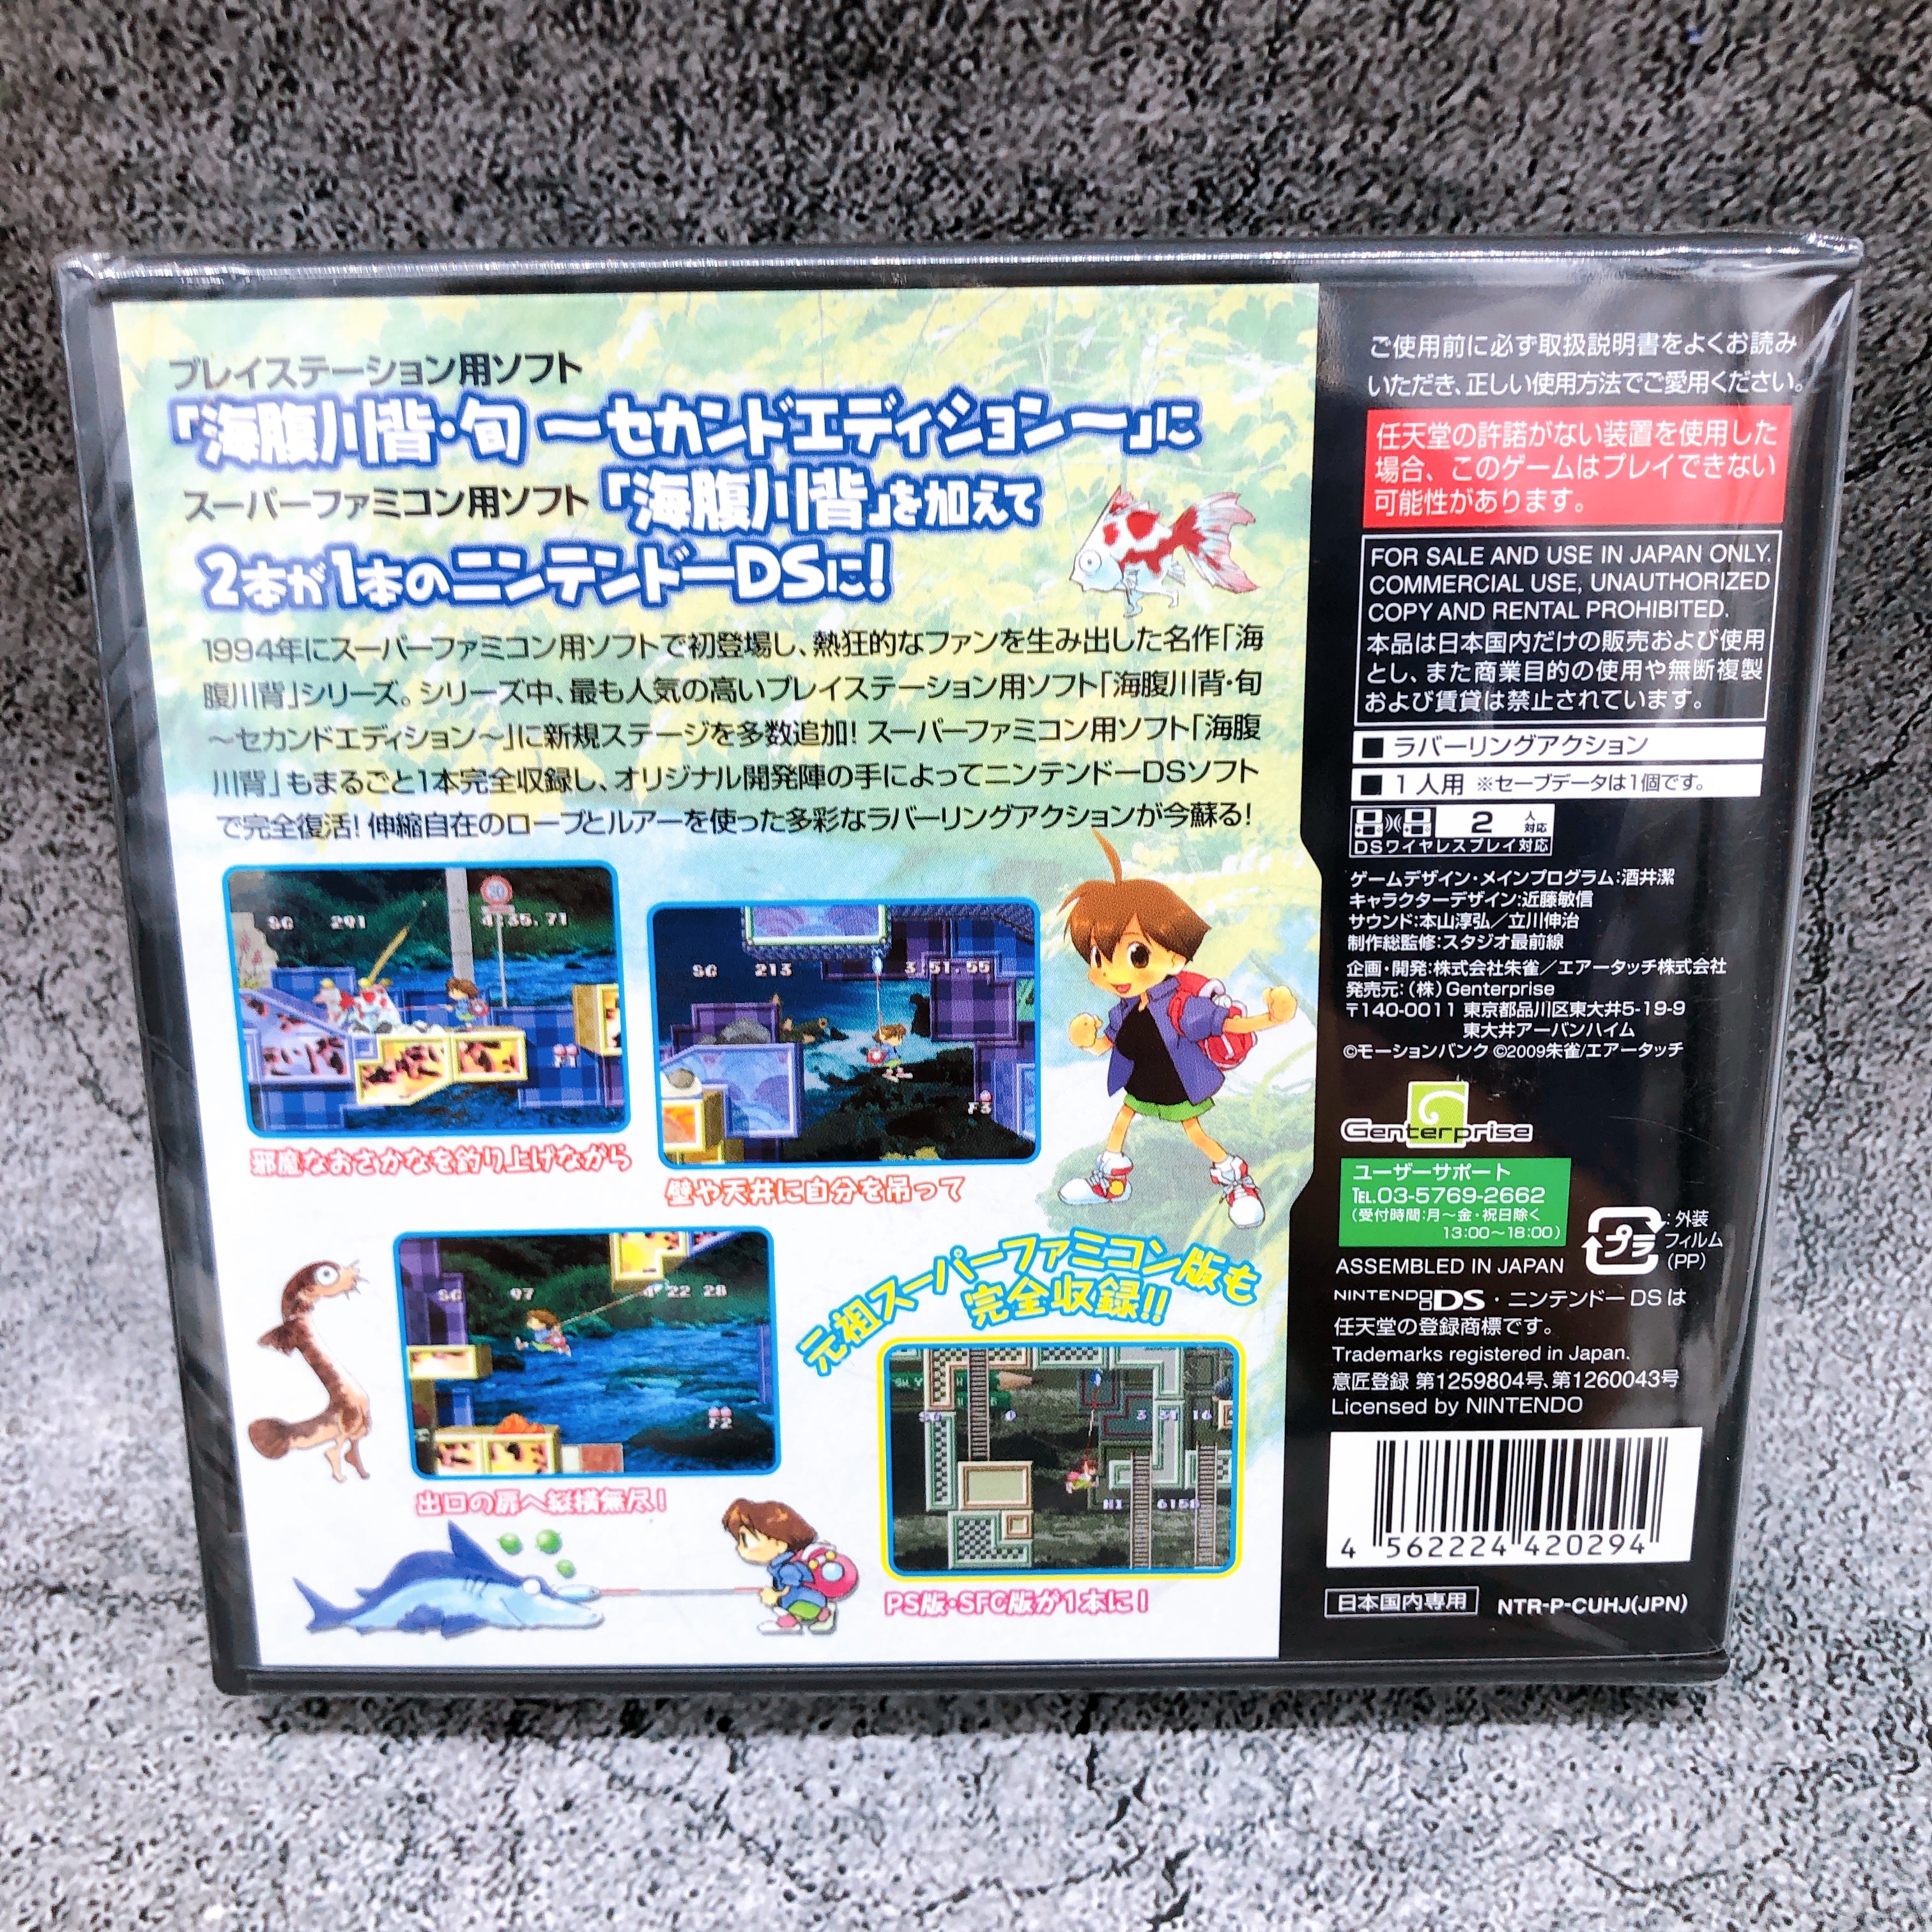 プレイステーション用ソフト
「海腹川背・旬 ～セカンドエディション～」に
スーパーファミコン用ソフト「海腹川背」を加えて
2本が1本のニンテンドーDSに!
1994年にスーパーファミコン用ソフトで初登場し、熱狂的なファンを生み出した名作「海
腹川背」シリーズ。シリーズ中、最も人気の高いプレイステーション用ソフト「海腹川背・旬
～セカンドエディション～」に新規ステージを多数追加! スーパーファミコン用ソフト「海腹
川背」もまるごと1本完全収録し、オリジナル開発陣の手によってニンテンドーDSソフト
で完全復活! 伸縮自在のロープとルアーを使った多彩なラバーリングアクションが今蘇る!
SG 291 4:35.71
30
F1
邪魔なおさかなを釣り上げながら
SG 213 3:51.55
F3
壁や天井に自分を吊って
SG 97 4 22 28
F2
出口の扉へ縦横無尽!
元祖スーパーファミコン版も
完全収録!!
SG 0 3 51 16
HI 6158
PS版・SFC版が1本に!
ご使用前に必ず取扱説明書をよくお読み
いただき、正しい使用方法でご愛用ください。
任天堂の許諾がない装置を使用した
場合、このゲームはプレイできない
可能性があります。
FOR SALE AND USE IN JAPAN ONLY.
COMMERCIAL USE, UNAUTHORIZED
COPY AND RENTAL PROHIBITED.
本品は日本国内だけの販売および使用
とし、また商業目的の使用や無断複製
および賃貸は禁止されています。
■ ラバーリングアクション
■ 1人用 ※セーブデータは1個です。
2 人対応
DSワイヤレスプレイ対応
ゲームデザイン・メインプログラム:酒井潔
キャラクターデザイン:近藤敏信
サウンド:本山淳弘/立川伸治
制作総監修:スタジオ最前線
企画・開発:株式会社朱雀/エアータッチ株式会社
発売元:(株)Genterprise
〒140-0011 東京都品川区東大井5-19-9
東大井アーバンハイム
©モーションバンク ©2009朱雀/エアータッチ
Genterprise
ユーザーサポート
TEL.03-5769-2662
(受付時間:月～金・祝日除く
13:00～18:00)
プラ
:外装
フィルム
(PP)
ASSEMBLED IN JAPAN
NINTENDO DS・ニンテンドーDSは
任天堂の登録商標です。
Trademarks registered in Japan.
意匠登録 第1259804号、第1260043号
Licensed by NINTENDO
4 562224 420294
日本国内専用 NTR-P-CUHJ(JPN)